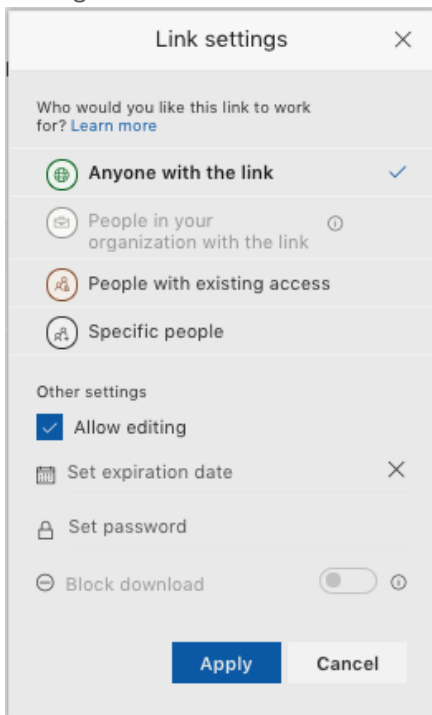 Link settings
Who would you like this link to work
for? Learn more
Anyone with the link
People in your
organization with the link
People with existing access
Specific people
Other settings
Allow editing
Set expiration date
Set password
Block download
Apply Cancel